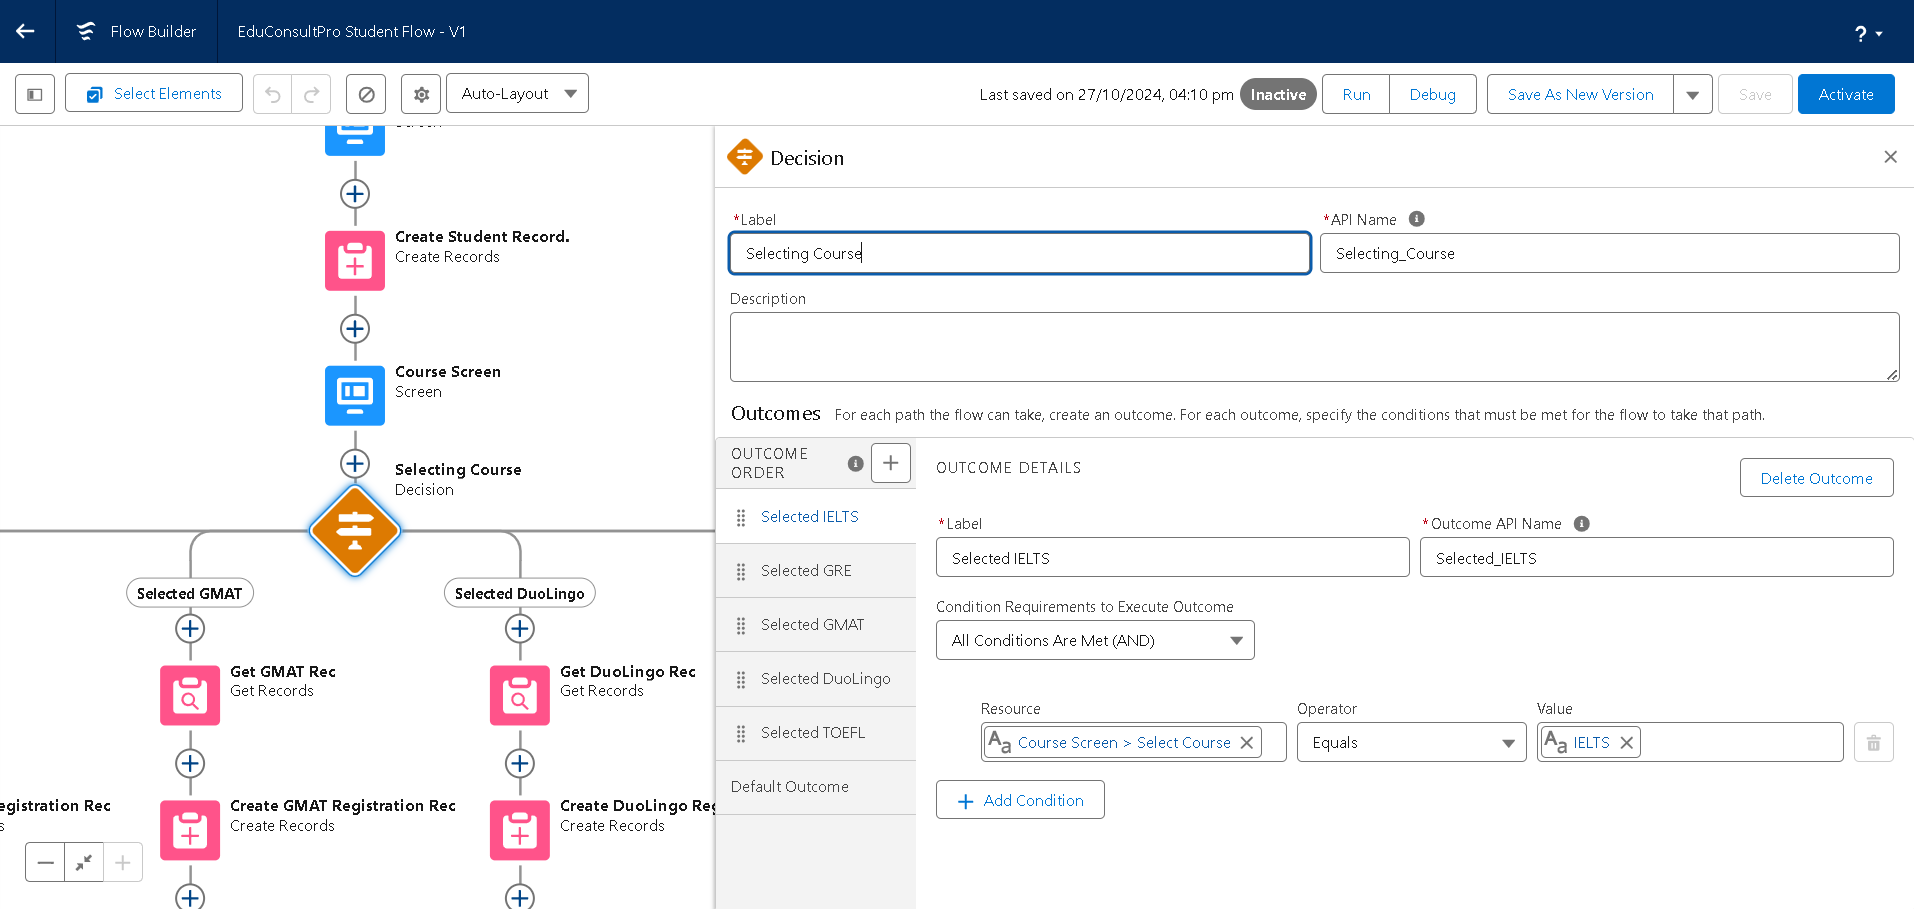 Flow Builder
EduConsultPro Student Flow - V1
?
Select Elements
Auto-Layout
Last saved on 27/10/2024, 04:10 pm
Inactive
Run
Debug
Save As New Version
Save
Activate
Screen
Create Student Record.
Create Records
Course Screen
Screen
Selecting Course
Decision
Selected GMAT
Selected DuoLingo
Get GMAT Rec
Get Records
Get DuoLingo Rec
Get Records
egistration Rec
s
Create GMAT Registration Rec
Create Records
Create DuoLingo Reg
Create Records
Decision
*Label
Selecting Course
*API Name
Selecting_Course
Description
Outcomes
For each path the flow can take, create an outcome. For each outcome, specify the conditions that must be met for the flow to take that path.
OUTCOME
ORDER
Selected IELTS
Selected GRE
Selected GMAT
Selected DuoLingo
Selected TOEFL
Default Outcome
OUTCOME DETAILS
Delete Outcome
*Label
Selected IELTS
*Outcome API Name
Selected_IELTS
Condition Requirements to Execute Outcome
All Conditions Are Met (AND)
Resource
Aa Course Screen > Select Course
Operator
Equals
Value
Aa IELTS
Add Condition